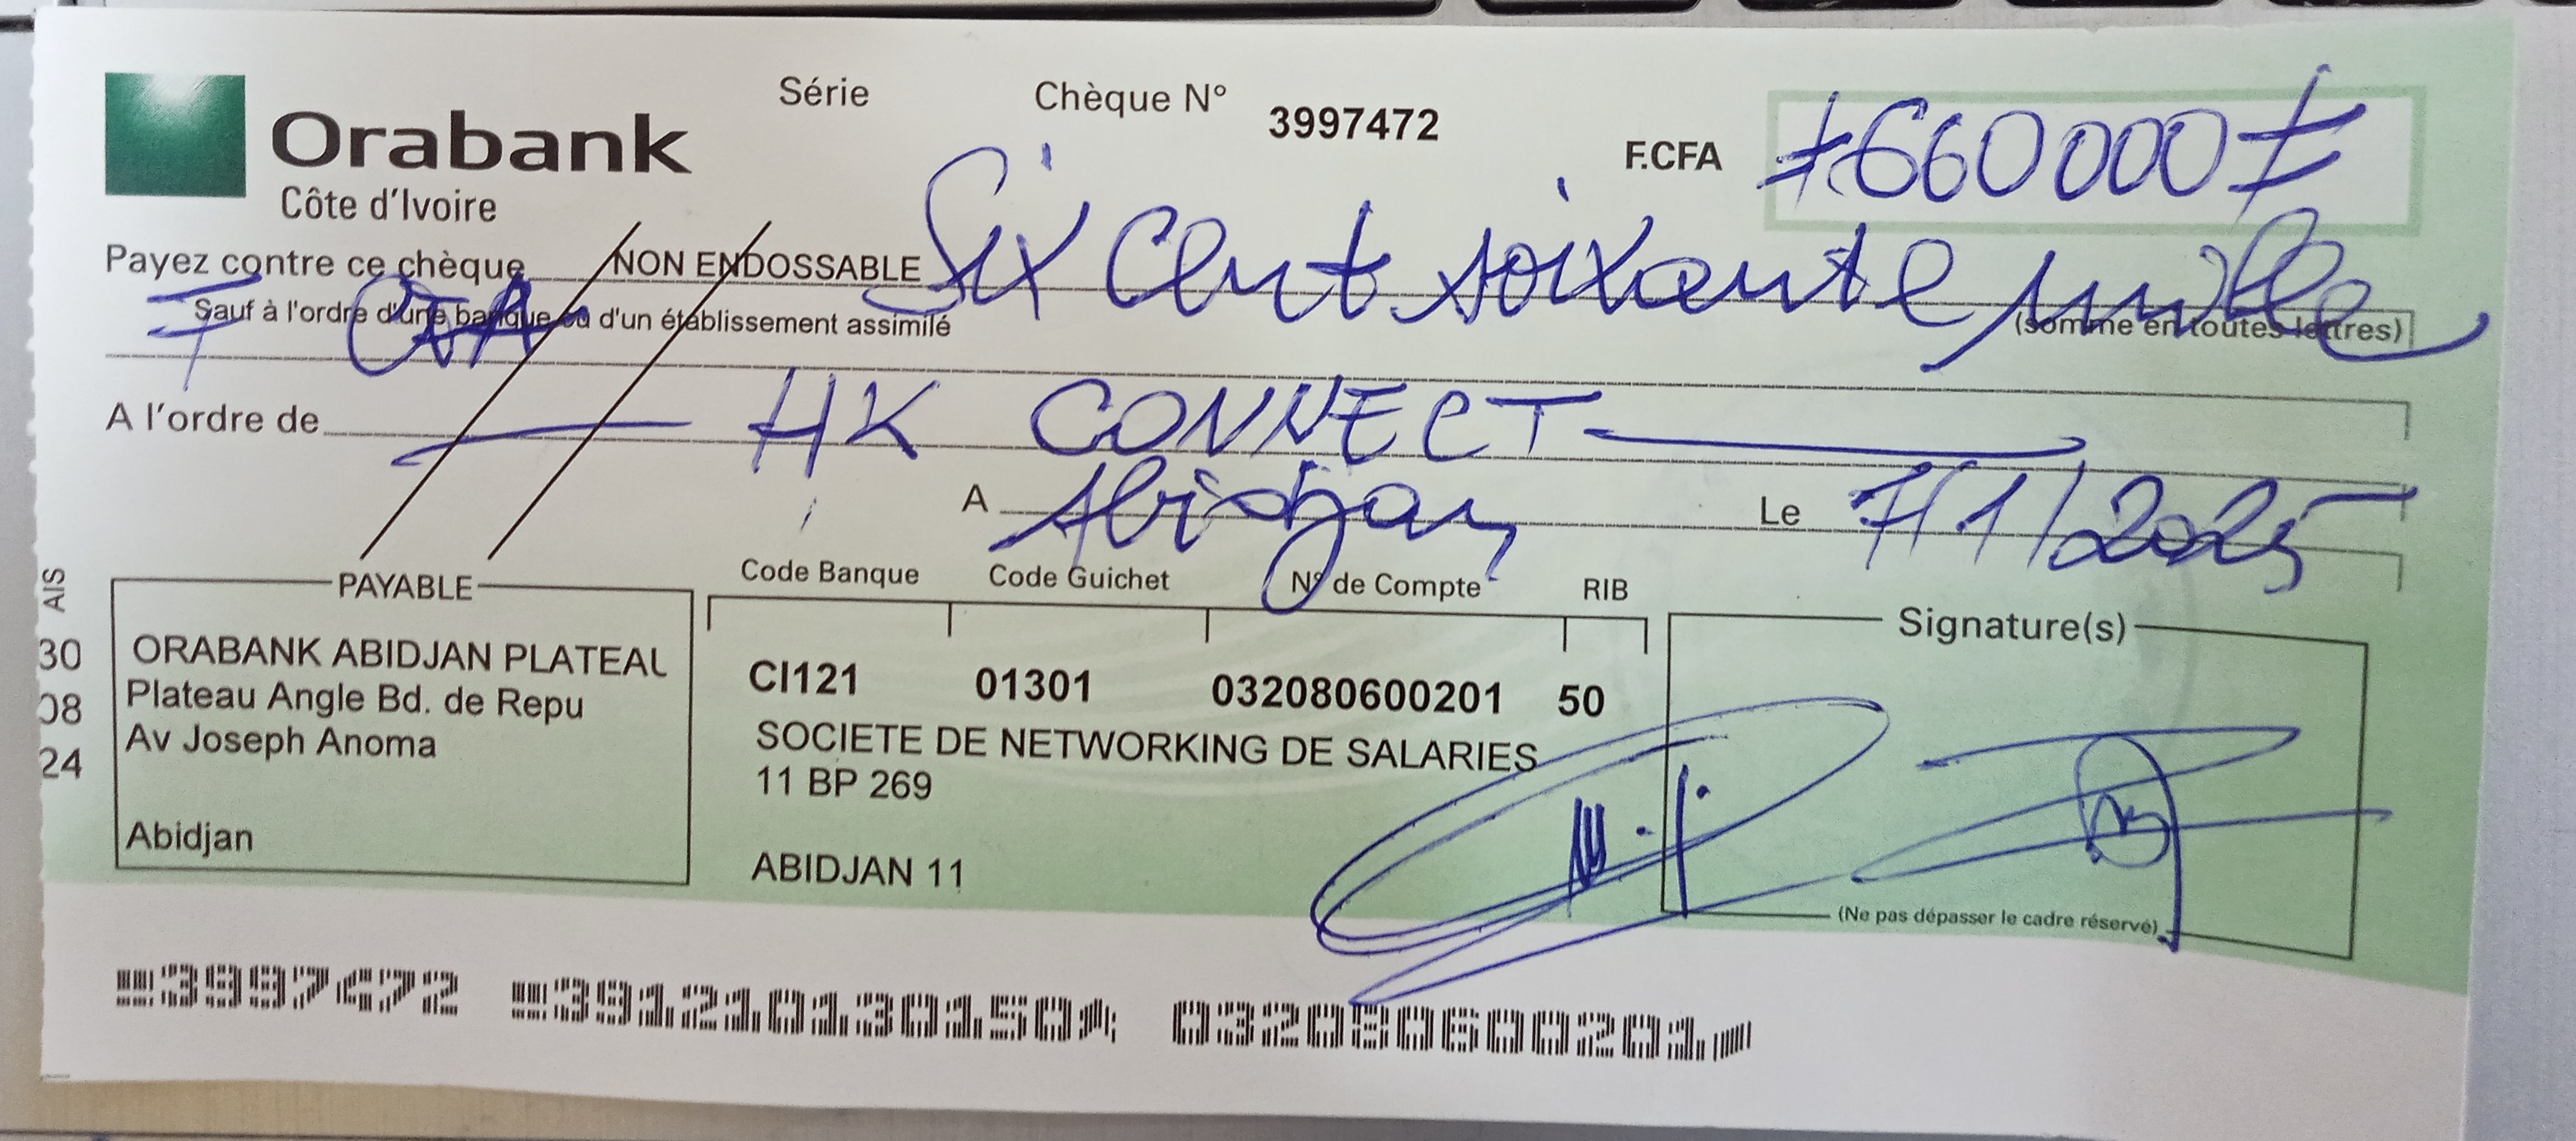 Orabank
Côte d'Ivoire
Série
Chèque N° 3997472
F.CFA ≠660000≠
Payez contre ce chèque NON ENDOSSABLE Six cent soixante mille
Sauf à l'ordre d'une banque ou d'un établissement assimilé
(somme en toutes lettres)
F CFA
A l'ordre de HK CONNECT
A Abidjan Le 7/1/2025
PAYABLE
ORABANK ABIDJAN PLATEAU
Plateau Angle Bd. de Repu
Av Joseph Anoma
Abidjan
Code Banque Code Guichet N° de Compte RIB
CI121 01301 032080600201 50
SOCIETE DE NETWORKING DE SALARIES
11 BP 269
ABIDJAN 11
Signature(s)
(Ne pas dépasser le cadre réservé)
AIS
30
08
24
3997472 391210130150 032080600201